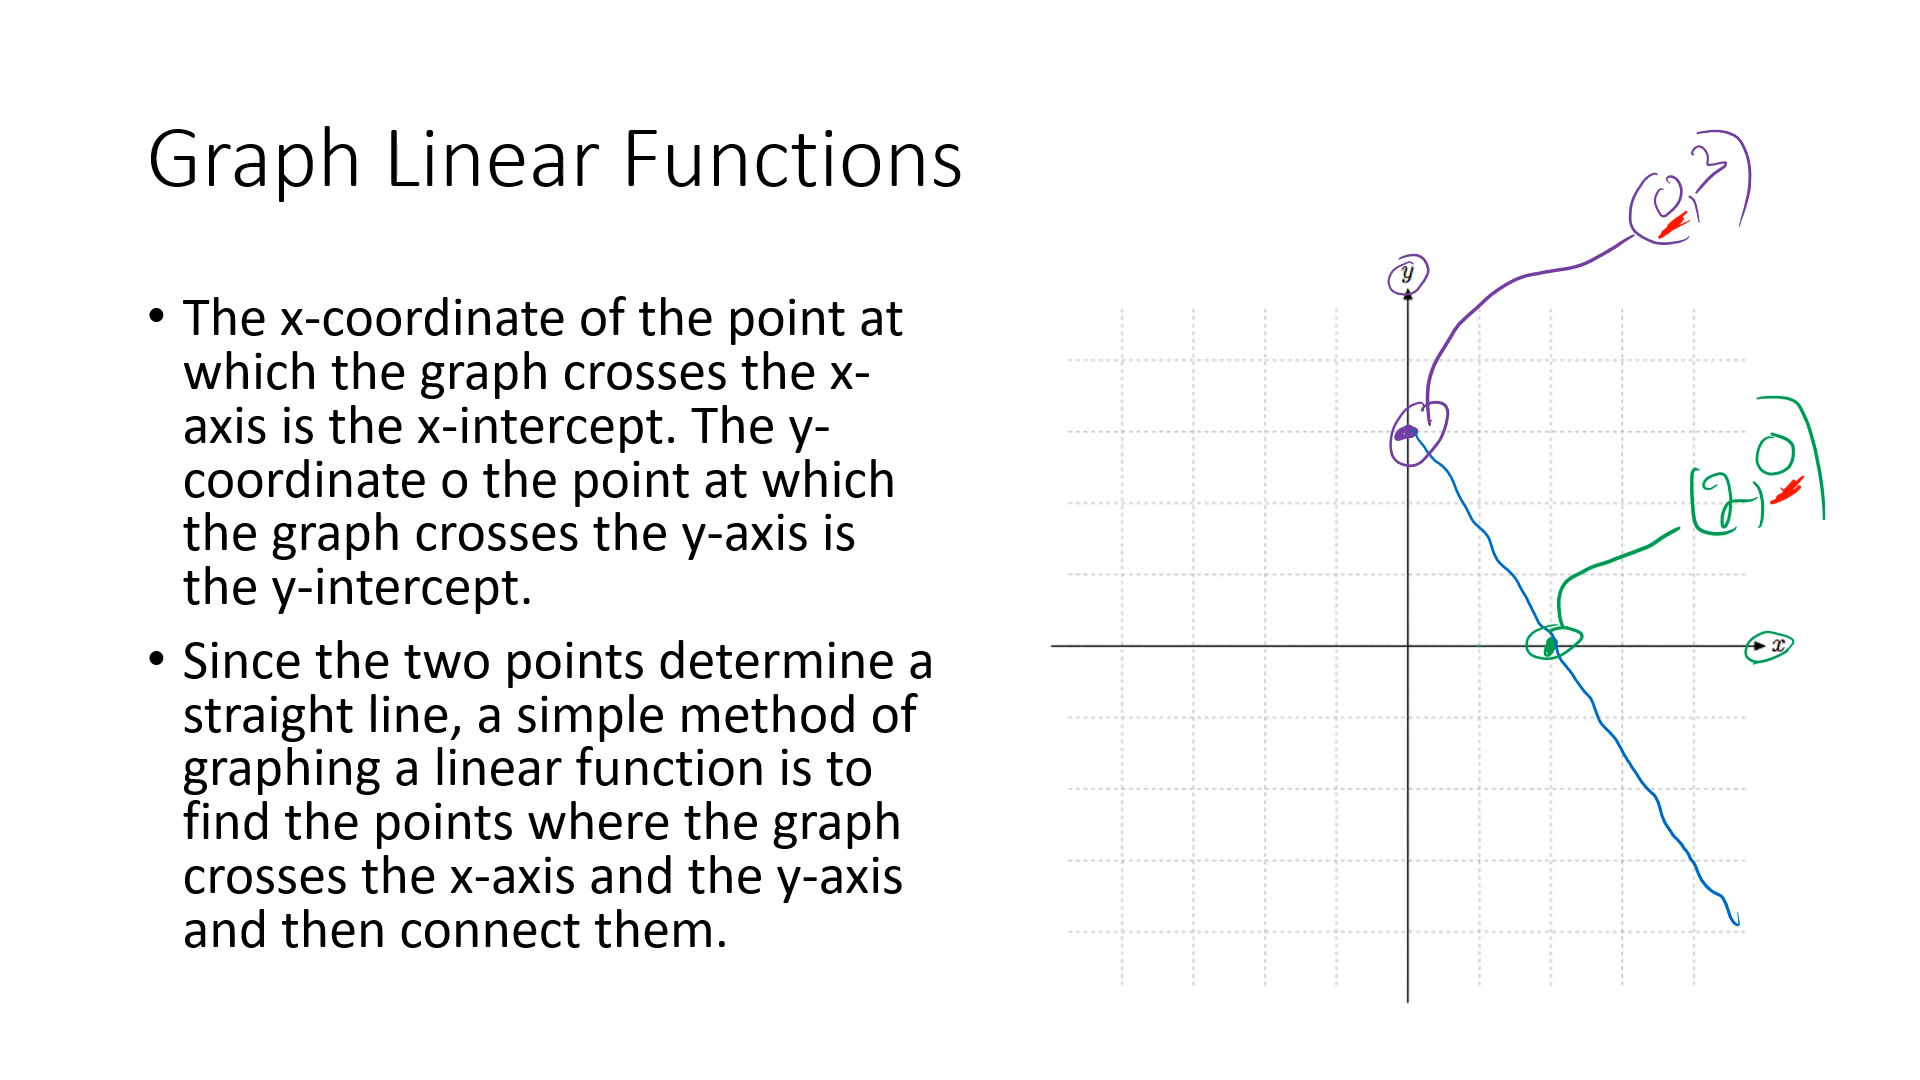 Graph Linear Functions
(0, 3)
y
• The x-coordinate of the point at
which the graph crosses the x-
axis is the x-intercept. The y-
coordinate o the point at which
the graph crosses the y-axis is
the y-intercept.
(2, 0)
x
• Since the two points determine a
straight line, a simple method of
graphing a linear function is to
find the points where the graph
crosses the x-axis and the y-axis
and then connect them.